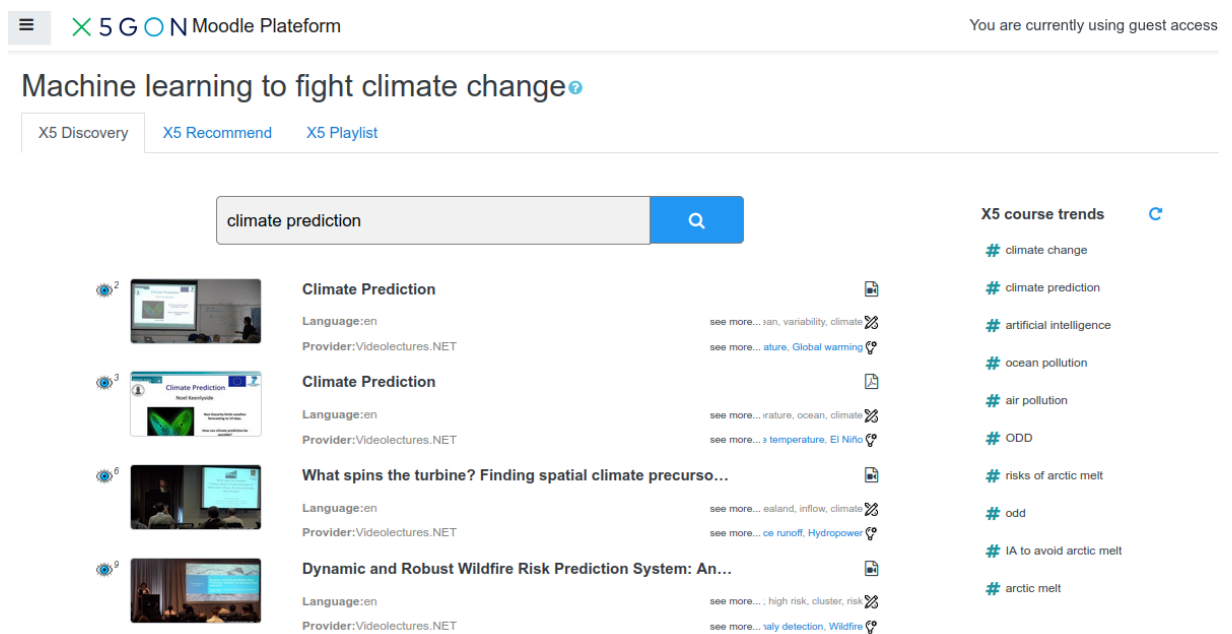 X5GON Moodle Plateform
You are currently using guest access
Machine learning to fight climate change
X5 Discovery
X5 Recommend
X5 Playlist
climate prediction
2
Climate Prediction
Language:en
see more... an, variability, climate
Provider:Videolectures.NET
see more... ature, Global warming
3
Climate Prediction
Noel Keenlyside
Climate Prediction
Language:en
see more... rature, ocean, climate
Provider:Videolectures.NET
see more... temperature, El Niño
6
What spins the turbine? Finding spatial climate precurso...
Language:en
see more... ealand, inflow, climate
Provider:Videolectures.NET
see more... ce runoff, Hydropower
9
Dynamic and Robust Wildfire Risk Prediction System: An...
Language:en
see more... , high risk, cluster, risk
Provider:Videolectures.NET
see more... aly detection, Wildfire
X5 course trends
# climate change
# climate prediction
# artificial intelligence
# ocean pollution
# air pollution
# ODD
# risks of arctic melt
# odd
# IA to avoid arctic melt
# arctic melt